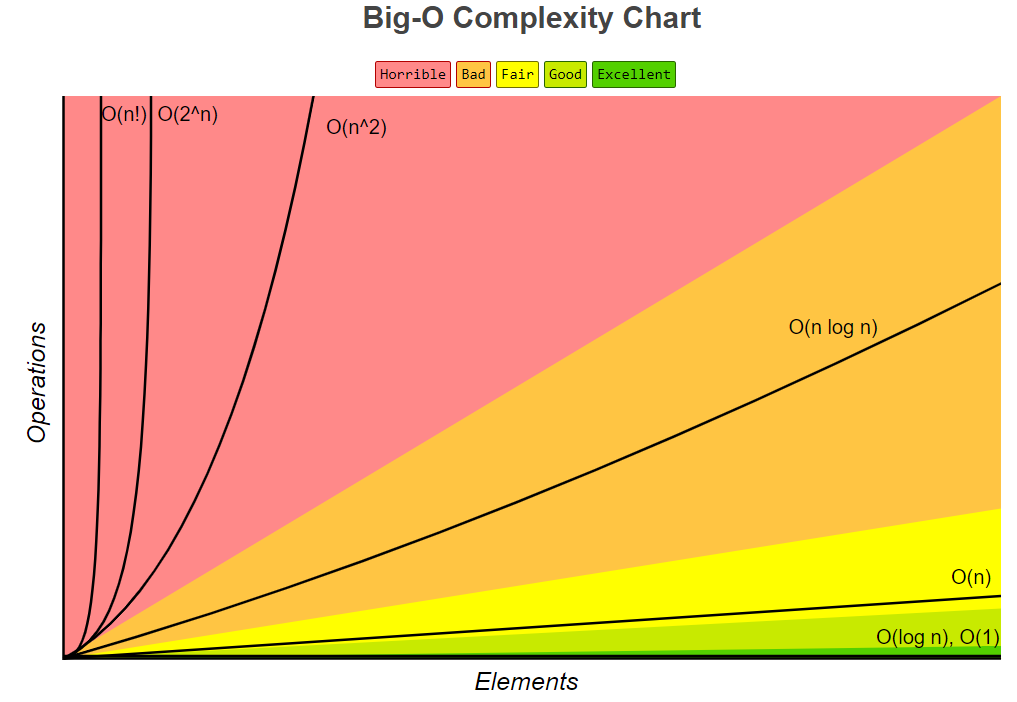 Big-O Complexity Chart
Horrible Bad Fair Good Excellent
O(n!) O(2^n)
O(n^2)
O(n log n)
Operations
O(n)
O(log n), O(1)
Elements